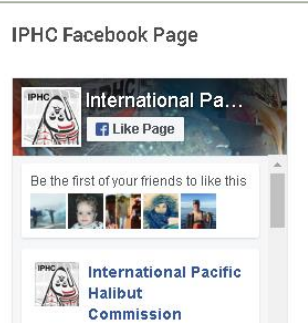 IPHC Facebook Page
IPHC
International Pa...
Like Page
Be the first of your friends to like this
IPHC
International Pacific
Halibut
Commission